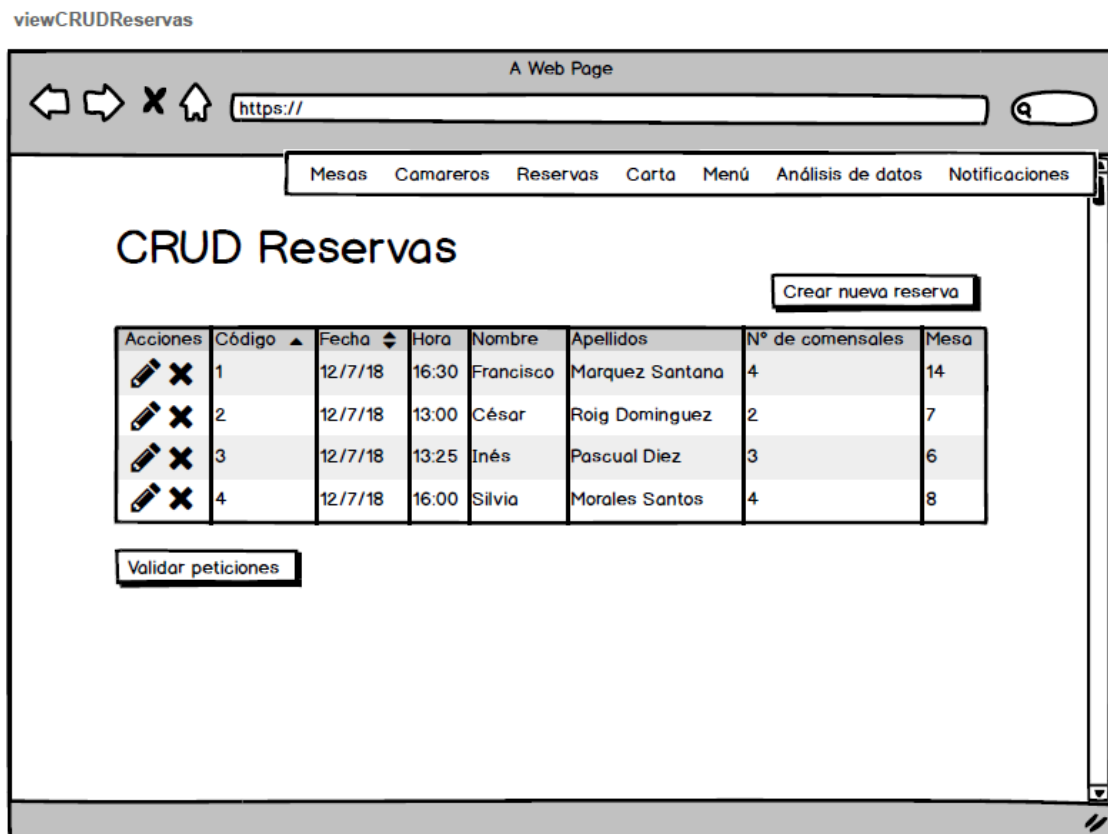 viewCRUDReservas
A Web Page
https://
Mesas Camareros Reservas Carta Menú Análisis de datos Notificaciones
CRUD Reservas
Crear nueva reserva
Acciones Código Fecha Hora Nombre Apellidos Nº de comensales Mesa
1 12/7/18 16:30 Francisco Marquez Santana 4 14
2 12/7/18 13:00 César Roig Dominguez 2 7
3 12/7/18 13:25 Inés Pascual Diez 3 6
4 12/7/18 16:00 Silvia Morales Santos 4 8
Validar peticiones